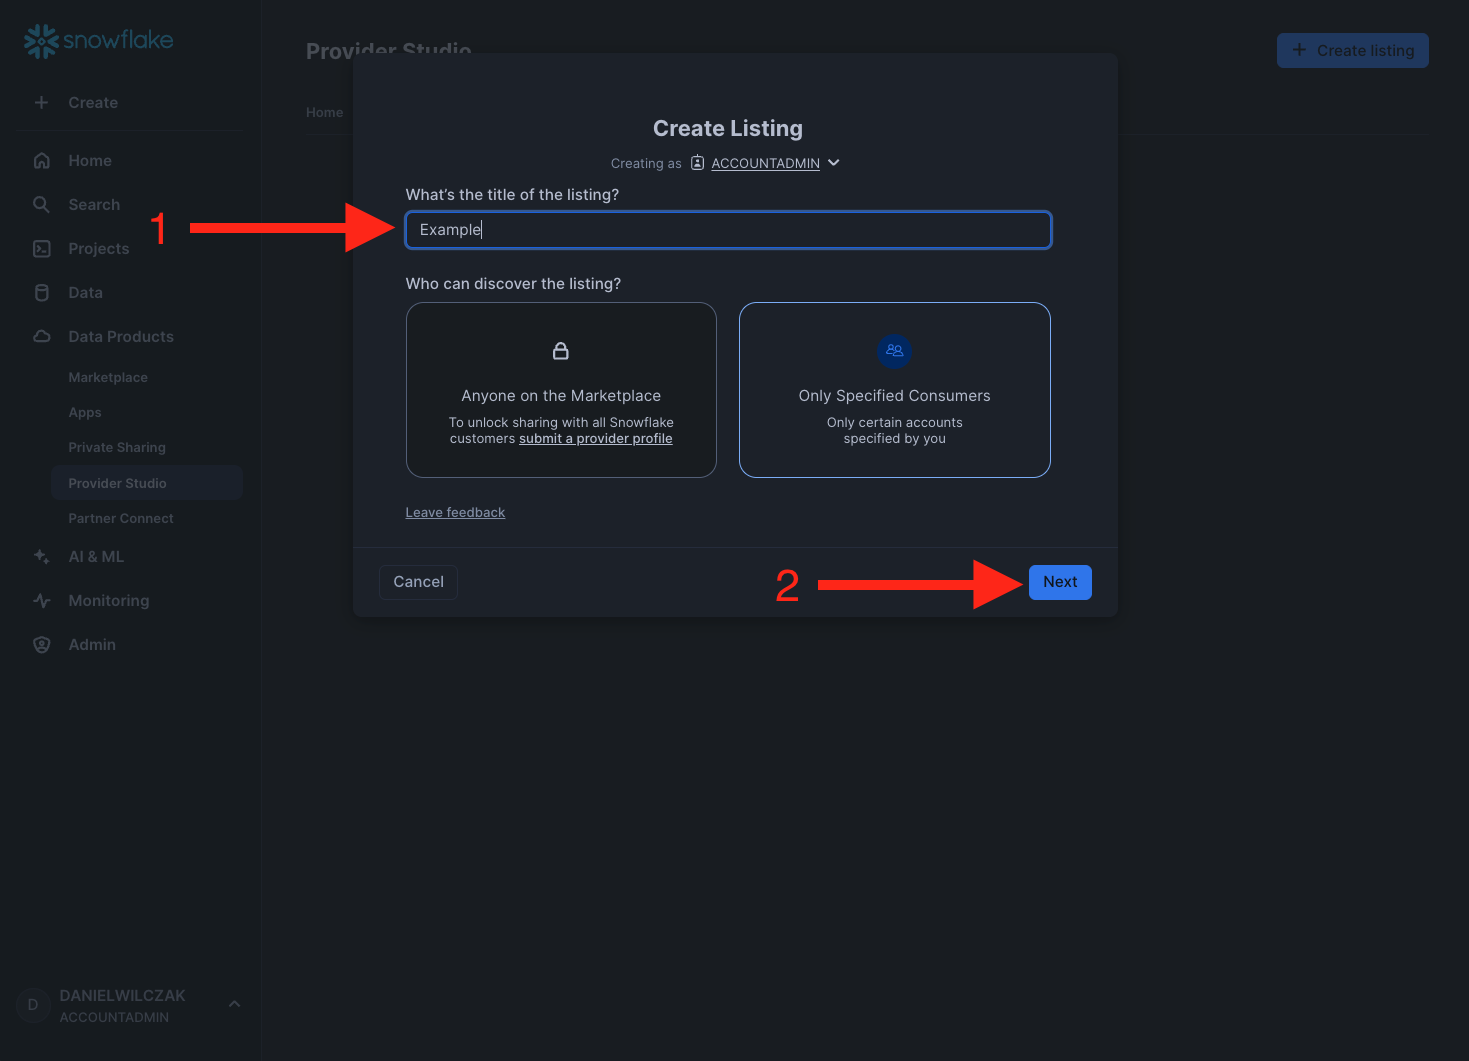 snowflake
Provider Studio
+ Create listing
+ Create
Home
Home
Search
Projects
Data
Data Products
Marketplace
Apps
Private Sharing
Provider Studio
Partner Connect
AI & ML
Monitoring
Admin
Create Listing
Creating as ACCOUNTADMIN
What's the title of the listing?
1
Example
Who can discover the listing?
Anyone on the Marketplace
To unlock sharing with all Snowflake
customers submit a provider profile
Only Specified Consumers
Only certain accounts
specified by you
Leave feedback
Cancel
2
Next
D
DANIELWILCZAK
ACCOUNTADMIN